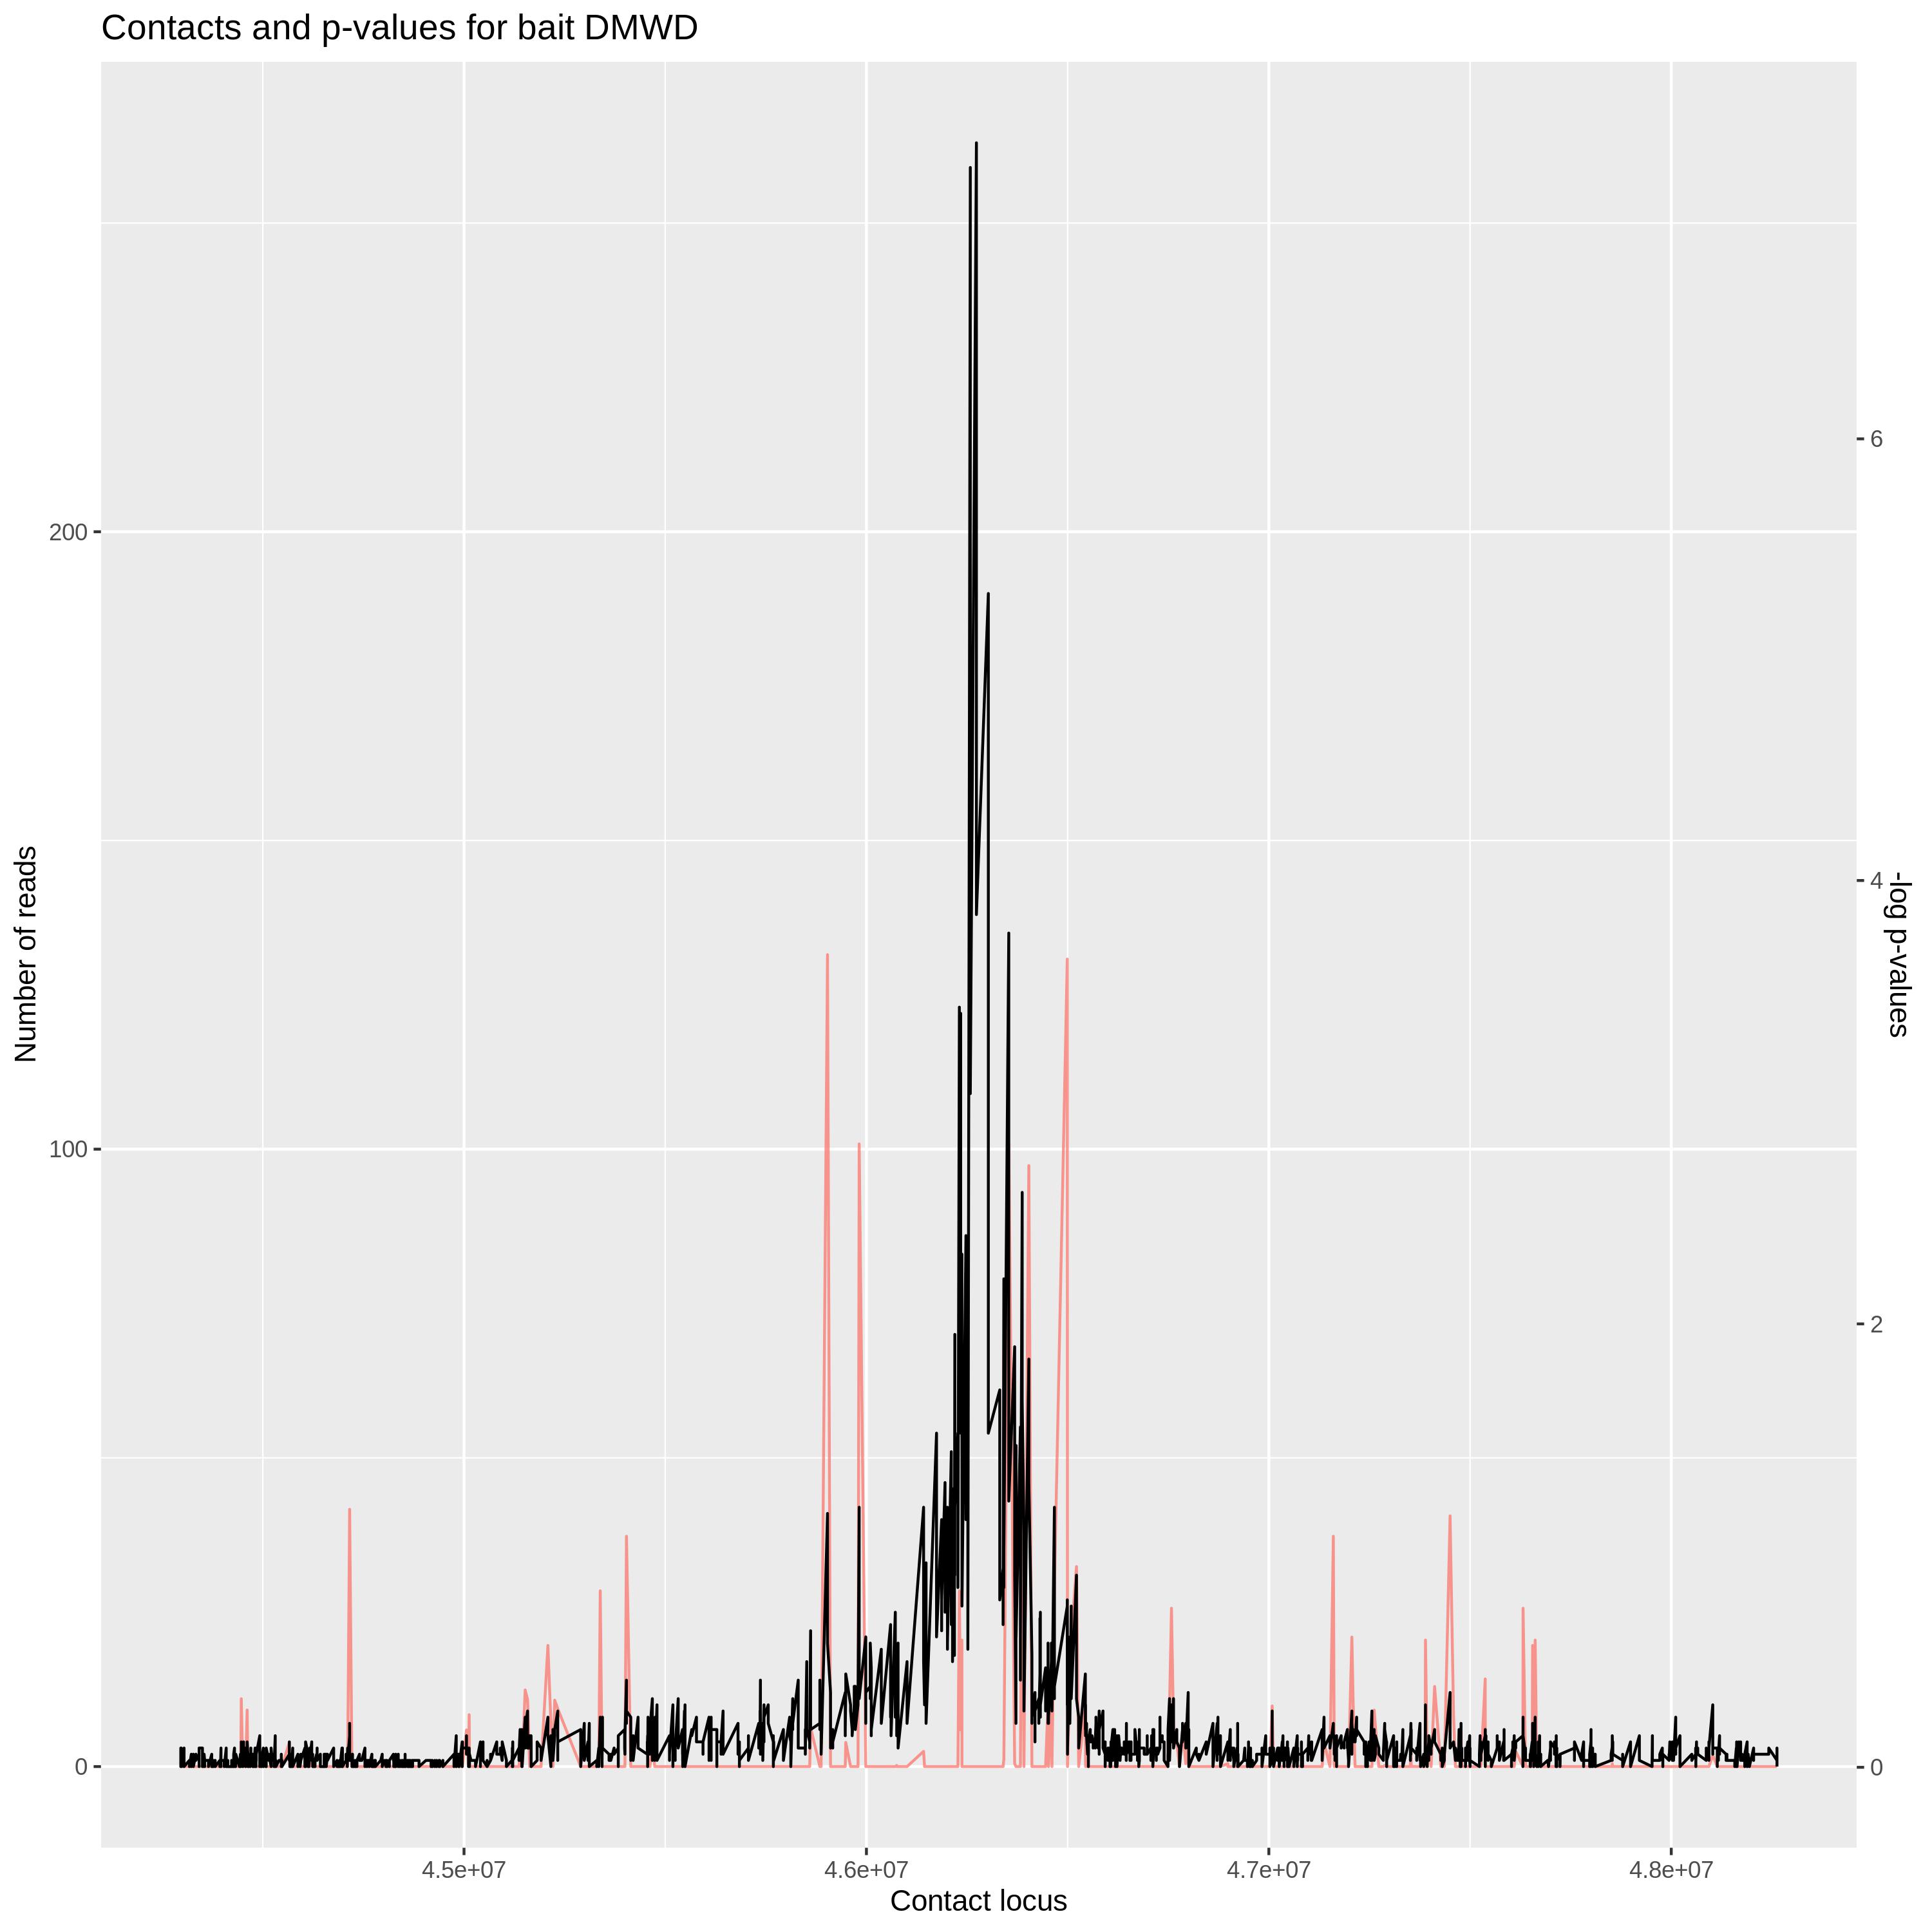 Contacts and p-values for bait DMWD
Number of reads
200
100
0
6
4
2
0
-log p-values
4.5e+07
4.6e+07
4.7e+07
4.8e+07
Contact locus